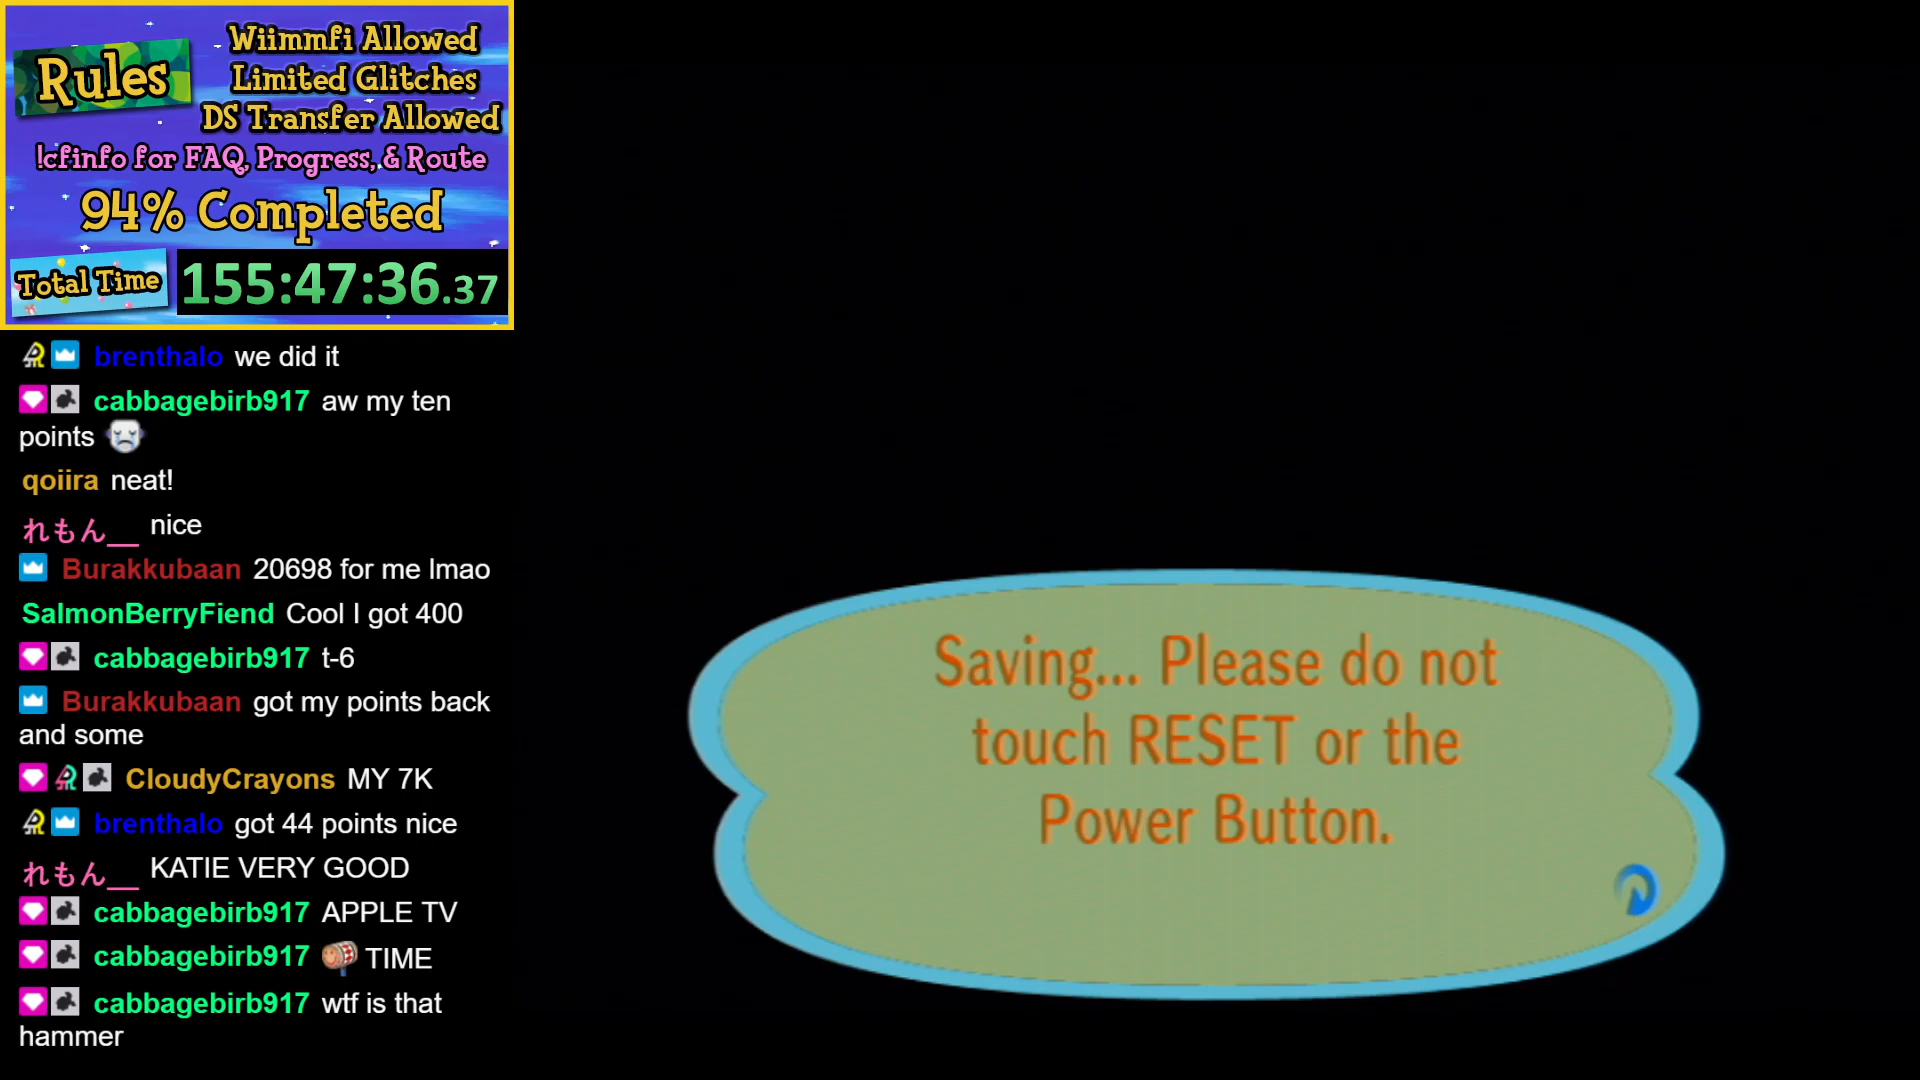 Rules
Wiimmfi Allowed
Limited Glitches
DS Transfer Allowed
!cfinfo for FAQ, Progress, & Route
94% Completed
Total Time
155:47:36.37
brenthalo we did it
cabbagebirb917 aw my ten
points
qoiira neat!
れもん__ nice
Burakkubaan 20698 for me lmao
SalmonBerryFiend Cool I got 400
cabbagebirb917 t-6
Burakkubaan got my points back
and some
CloudyCrayons MY 7K
brenthalo got 44 points nice
れもん__ KATIE VERY GOOD
cabbagebirb917 APPLE TV
cabbagebirb917 TIME
cabbagebirb917 wtf is that
hammer
Saving... Please do not
touch RESET or the
Power Button.